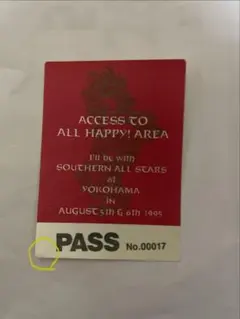 ACCESS TO
ALL HAPPY! AREA
I'll be with
SOUTHERN ALL STARS
at
YOKOHAMA
in
AUGUST 5th & 6th 1995
PASS No.00017